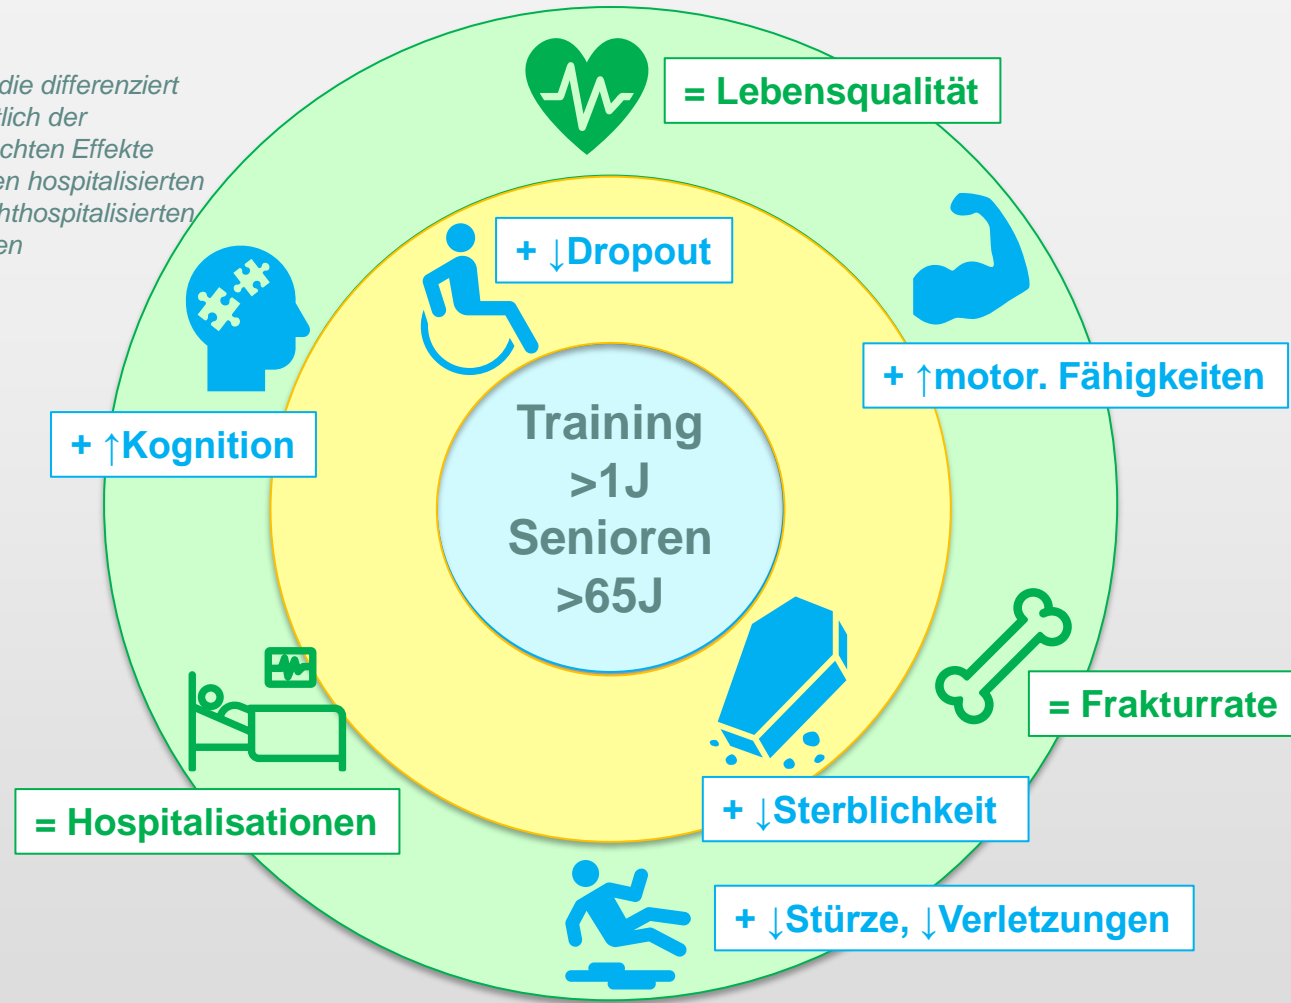 die differenziert
tlich der
chten Effekte
en hospitalisierten
hthospitalisierten
en
= Lebensqualität
+ ↓Dropout
+ ↑motor. Fähigkeiten
+ ↑Kognition
Training
>1J
Senioren
>65J
= Frakturrate
+ ↓Sterblichkeit
= Hospitalisationen
+ ↓Stürze, ↓Verletzungen